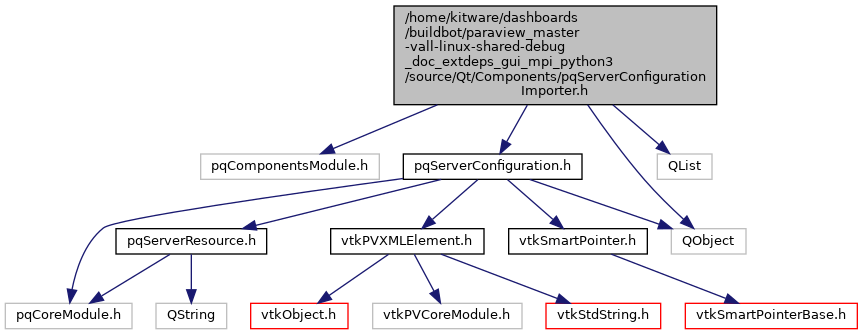 /home/kitware/dashboards
/buildbot/paraview_master
-vall-linux-shared-debug
_doc_extdeps_gui_mpi_python3
/source/Qt/Components/pqServerConfiguration
Importer.h
pqComponentsModule.h
pqServerConfiguration.h
QList
pqServerResource.h
vtkPVXMLElement.h
vtkSmartPointer.h
QObject
pqCoreModule.h
QString
vtkObject.h
vtkPVCoreModule.h
vtkStdString.h
vtkSmartPointerBase.h